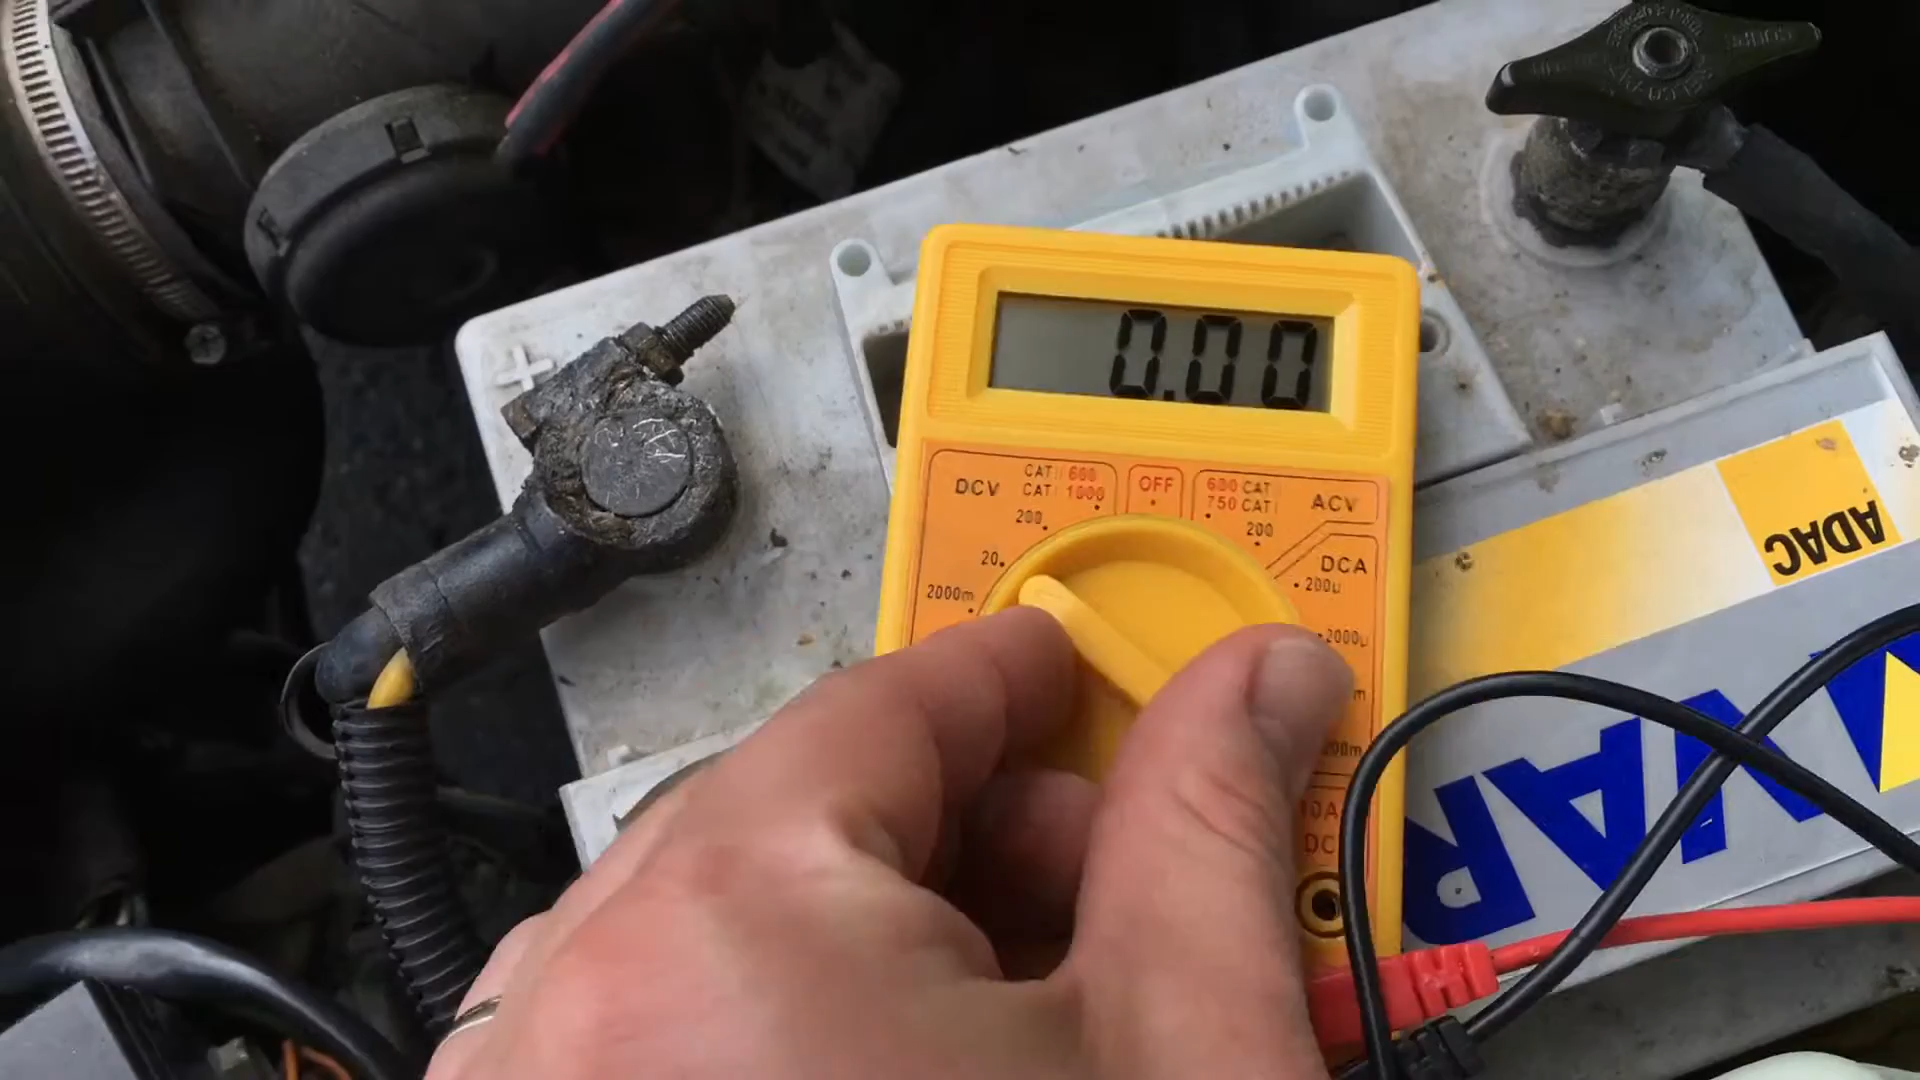 +
0.00
DCV
CAT II 600
CAT I 1000
OFF
600 CAT II
750 CAT I
ACV
200
200
20
2000m
DCA
200µ
2000µ
200m
10A
DC
ADAC
VAR